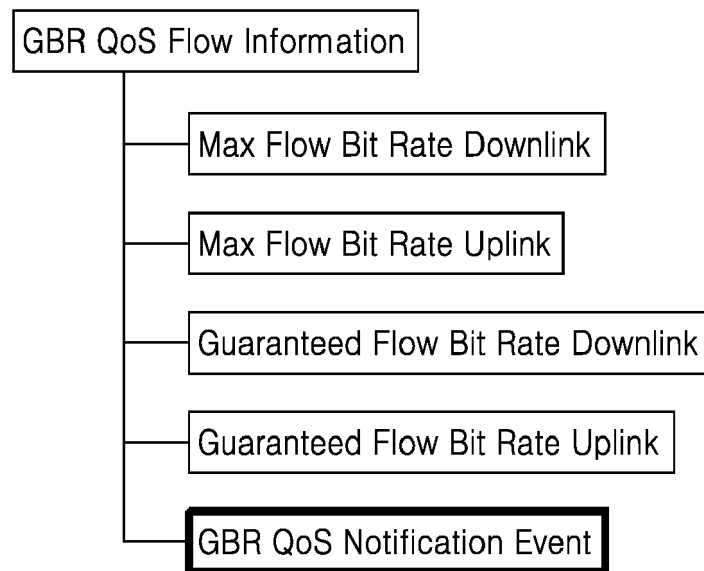 GBR QoS Flow Information
Max Flow Bit Rate Downlink
Max Flow Bit Rate Uplink
Guaranteed Flow Bit Rate Downlink
Guaranteed Flow Bit Rate Uplink
GBR QoS Notification Event